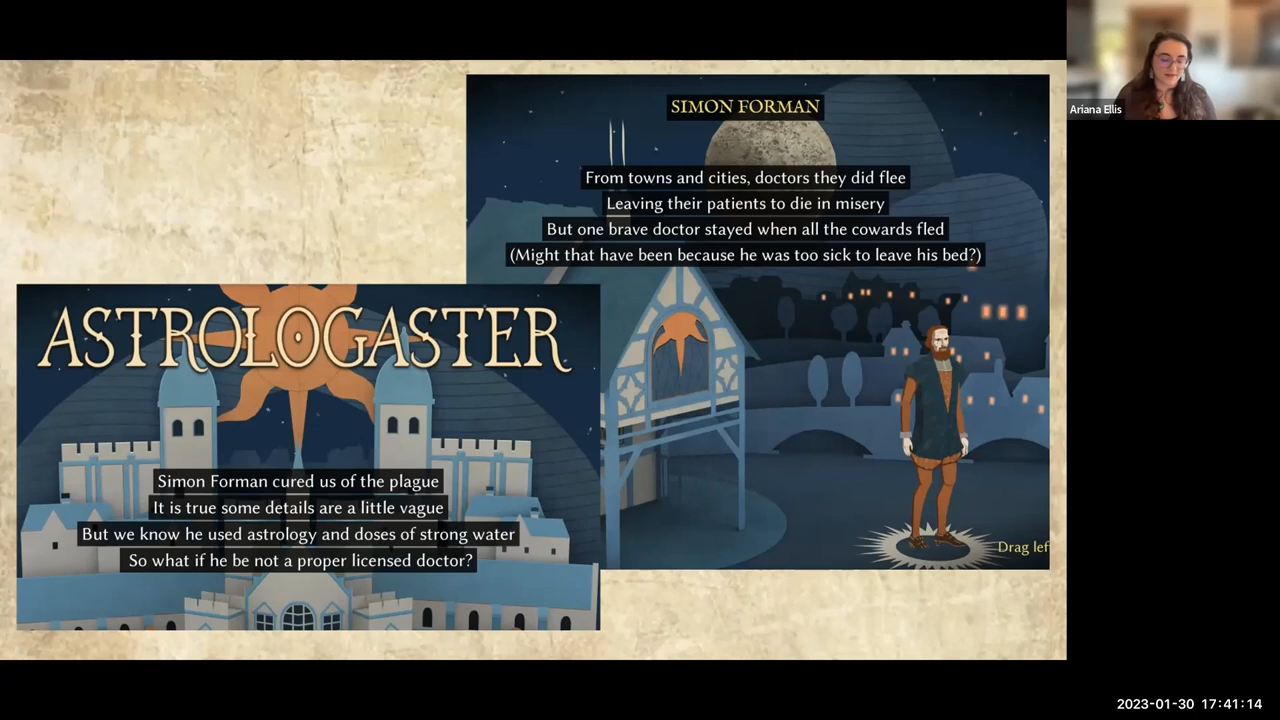 SIMON FORMAN
From towns and cities, doctors they did flee
Leaving their patients to die in misery
But one brave doctor stayed when all the cowards fled
(Might that have been because he was too sick to leave his bed?)
Drag lef
ASTROLOGASTER
Simon Forman cured us of the plague
It is true some details are a little vague
But we know he used astrology and doses of strong water
So what if he be not a proper licensed doctor?
Ariana Ellis
2023-01-30 17:41:14